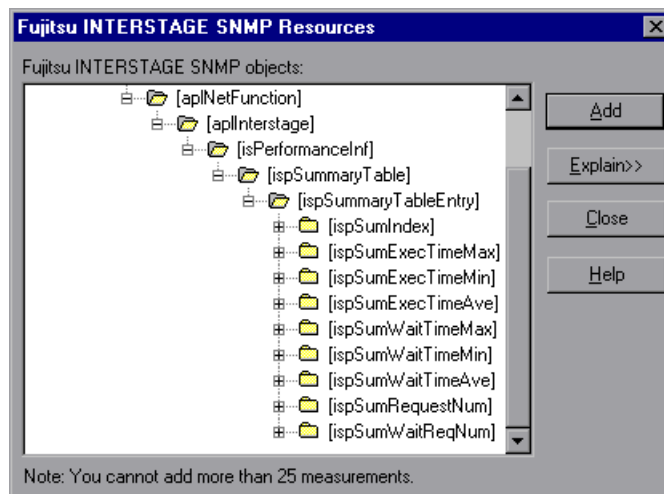 Fujitsu INTERSTAGE SNMP Resources
Fujitsu INTERSTAGE SNMP objects:
[aplNetFunction]
[aplInterstage]
[isPerformanceInf]
[ispSummaryTable]
[ispSummaryTableEntry]
[ispSumIndex]
[ispSumExecTimeMax]
[ispSumExecTimeMin]
[ispSumExecTimeAve]
[ispSumWaitTimeMax]
[ispSumWaitTimeMin]
[ispSumWaitTimeAve]
[ispSumRequestNum]
[ispSumWaitReqNum]
Add
Explain>>
Close
Help
Note: You cannot add more than 25 measurements.